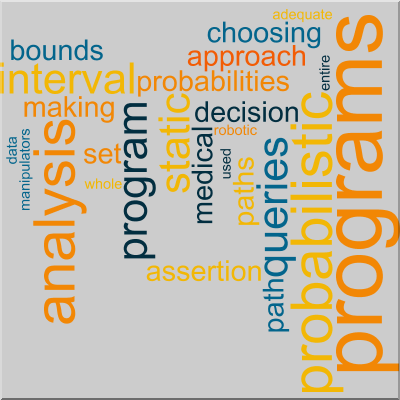 adequate
choosing
bounds
approach
interval
probabilities
entire
making
decision
static
program
robotic
data
manipulators
analysis
set
medical
used
whole
paths
queries
probabilistic
programs
assertion
path